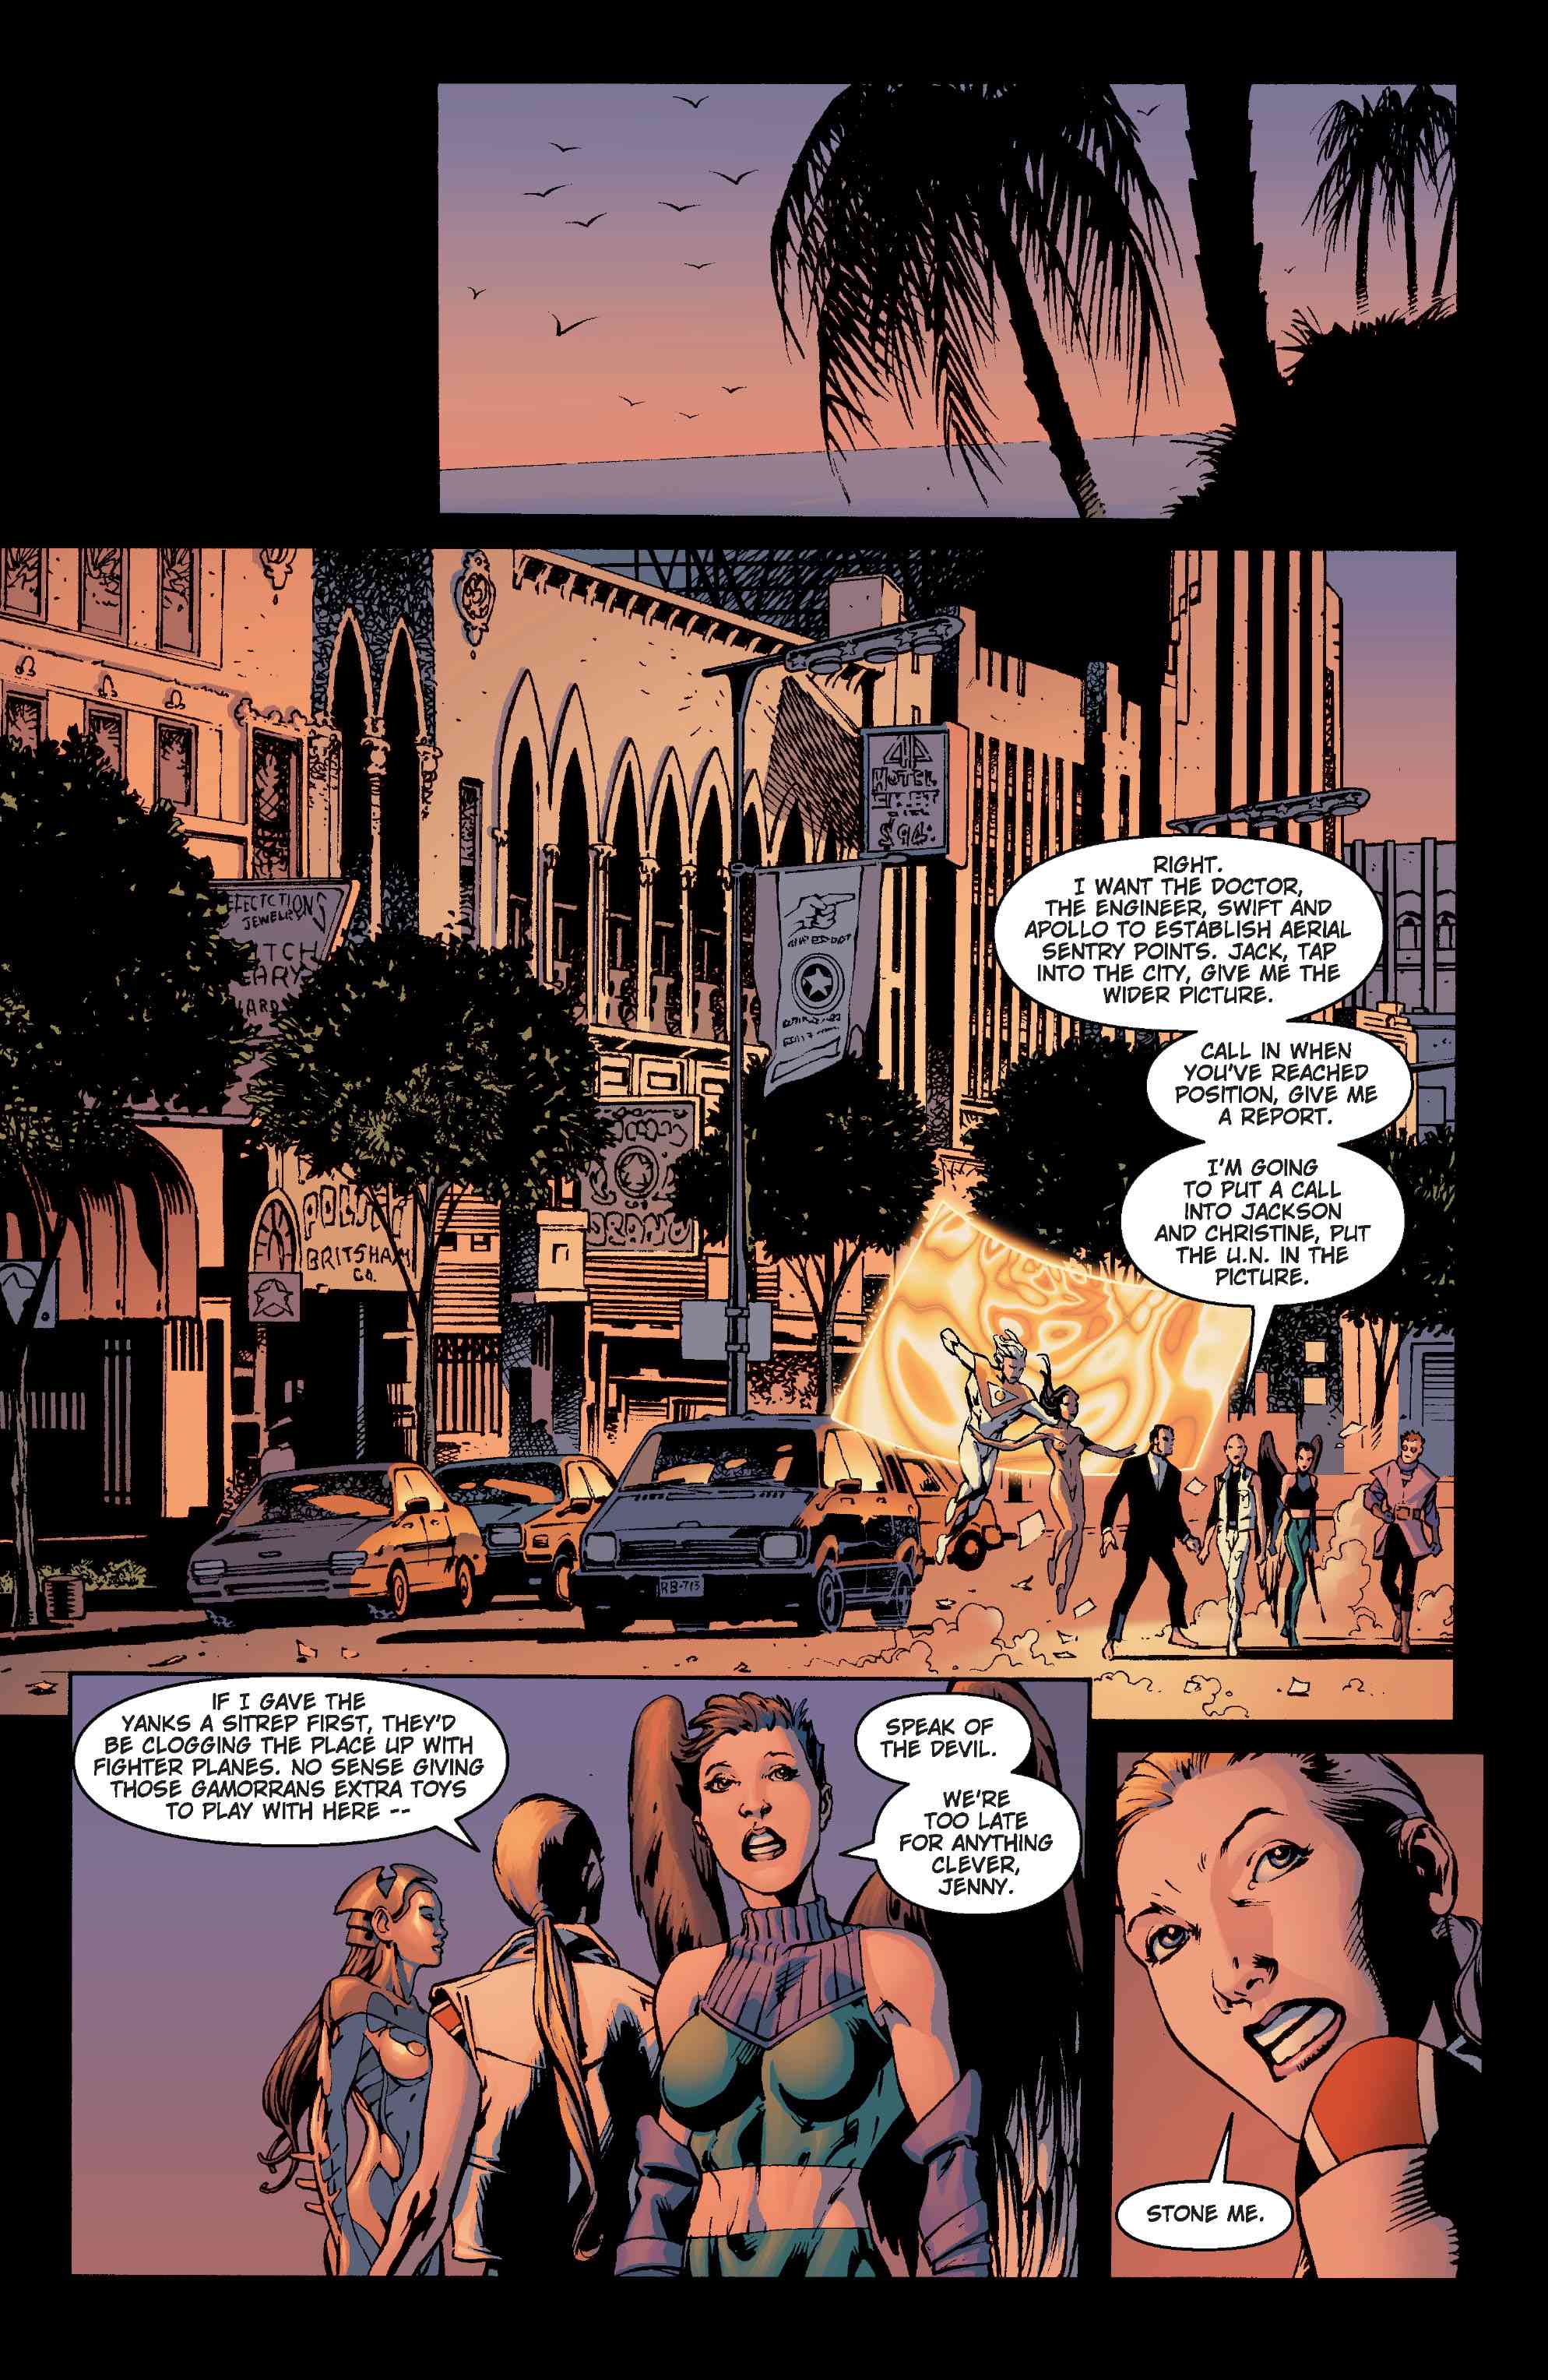 HOTEL
$94.
JEWELRY
BRITSHAM
CO.
RB-713
RIGHT.
I WANT THE DOCTOR,
THE ENGINEER, SWIFT AND
APOLLO TO ESTABLISH AERIAL
SENTRY POINTS. JACK, TAP
INTO THE CITY, GIVE ME THE
WIDER PICTURE.
CALL IN WHEN
YOU'VE REACHED
POSITION, GIVE ME
A REPORT.
I'M GOING
TO PUT A CALL
INTO JACKSON
AND CHRISTINE, PUT
THE U.N. IN THE
PICTURE.
IF I GAVE THE
YANKS A SITREP FIRST, THEY'D
BE CLOGGING THE PLACE UP WITH
FIGHTER PLANES. NO SENSE GIVING
THOSE GAMORRANS EXTRA TOYS
TO PLAY WITH HERE --
SPEAK OF
THE DEVIL.
WE'RE
TOO LATE
FOR ANYTHING
CLEVER,
JENNY.
STONE ME.